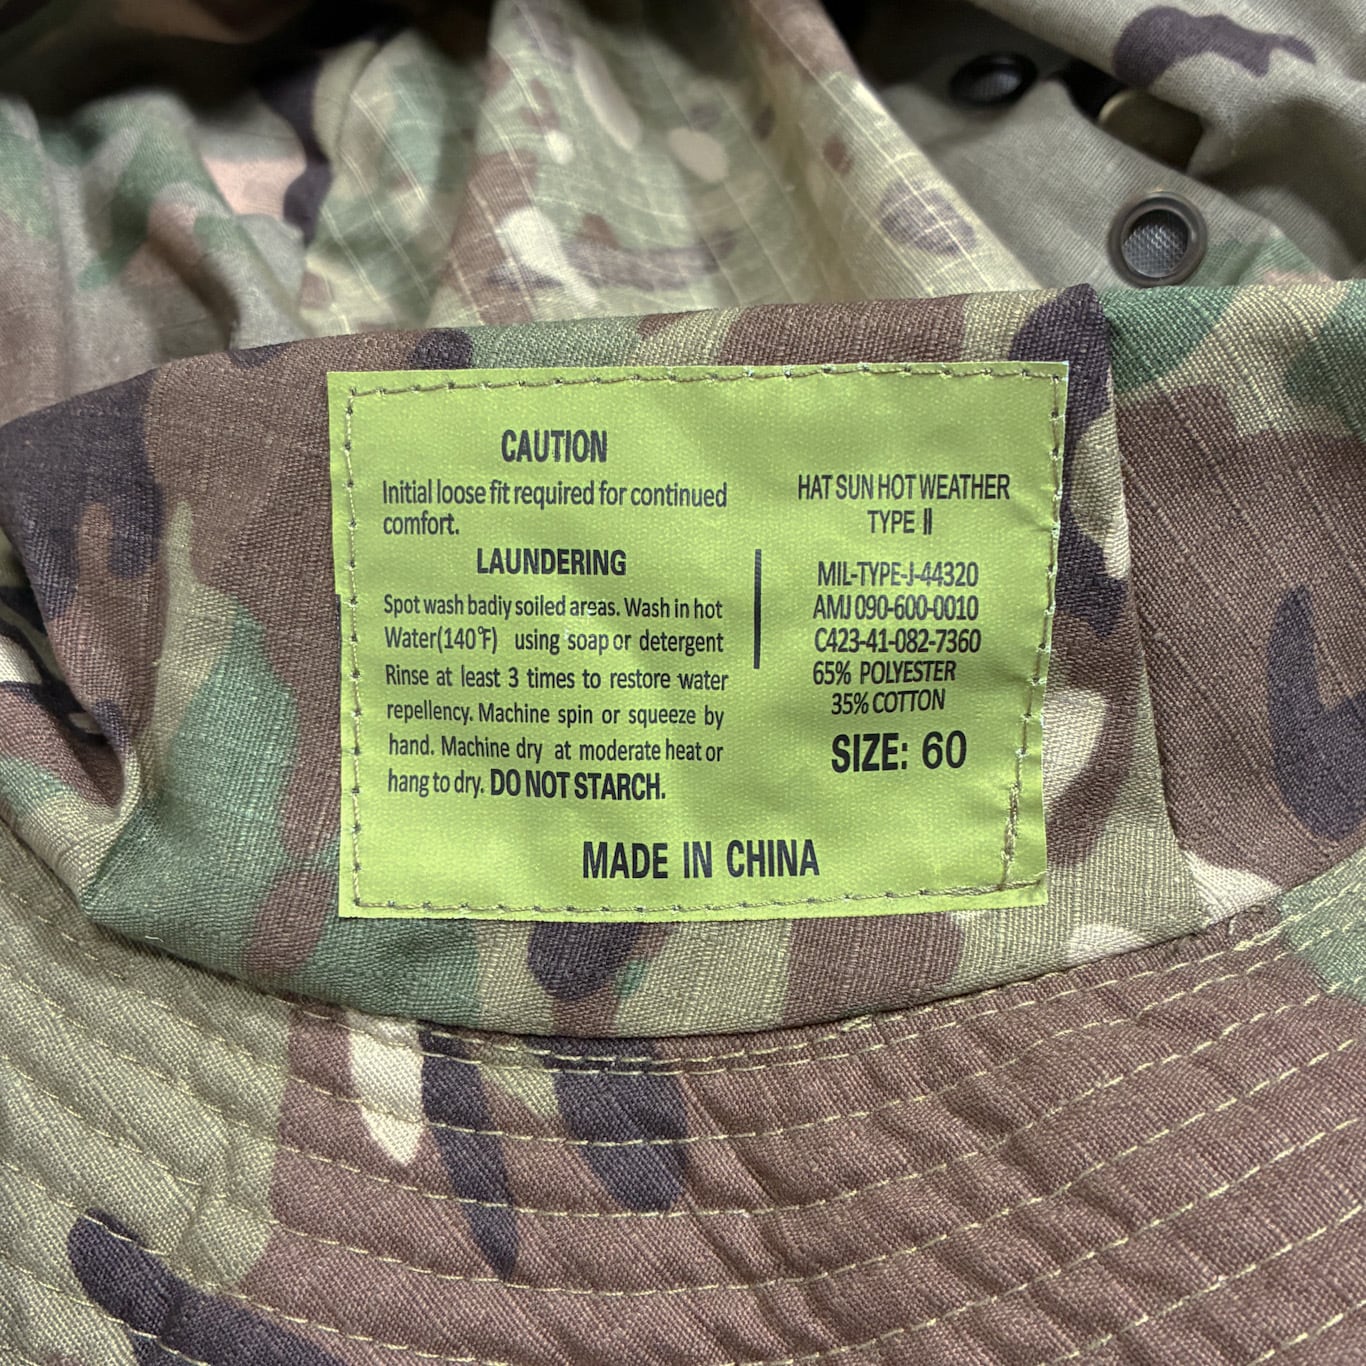 CAUTION
Initial loose fit required for continued
comfort.
LAUNDERING
Spot wash badiy soiled areas. Wash in hot
Water(140°F) using soap or detergent
Rinse at least 3 times to restore water
repellency. Machine spin or squeeze by
hand. Machine dry at moderate heat or
hang to dry. DO NOT STARCH.
HAT SUN HOT WEATHER
TYPE II
MIL-TYPE-J-44320
AMJ 090-600-0010
C423-41-082-7360
65% POLYESTER
35% COTTON
SIZE: 60
MADE IN CHINA